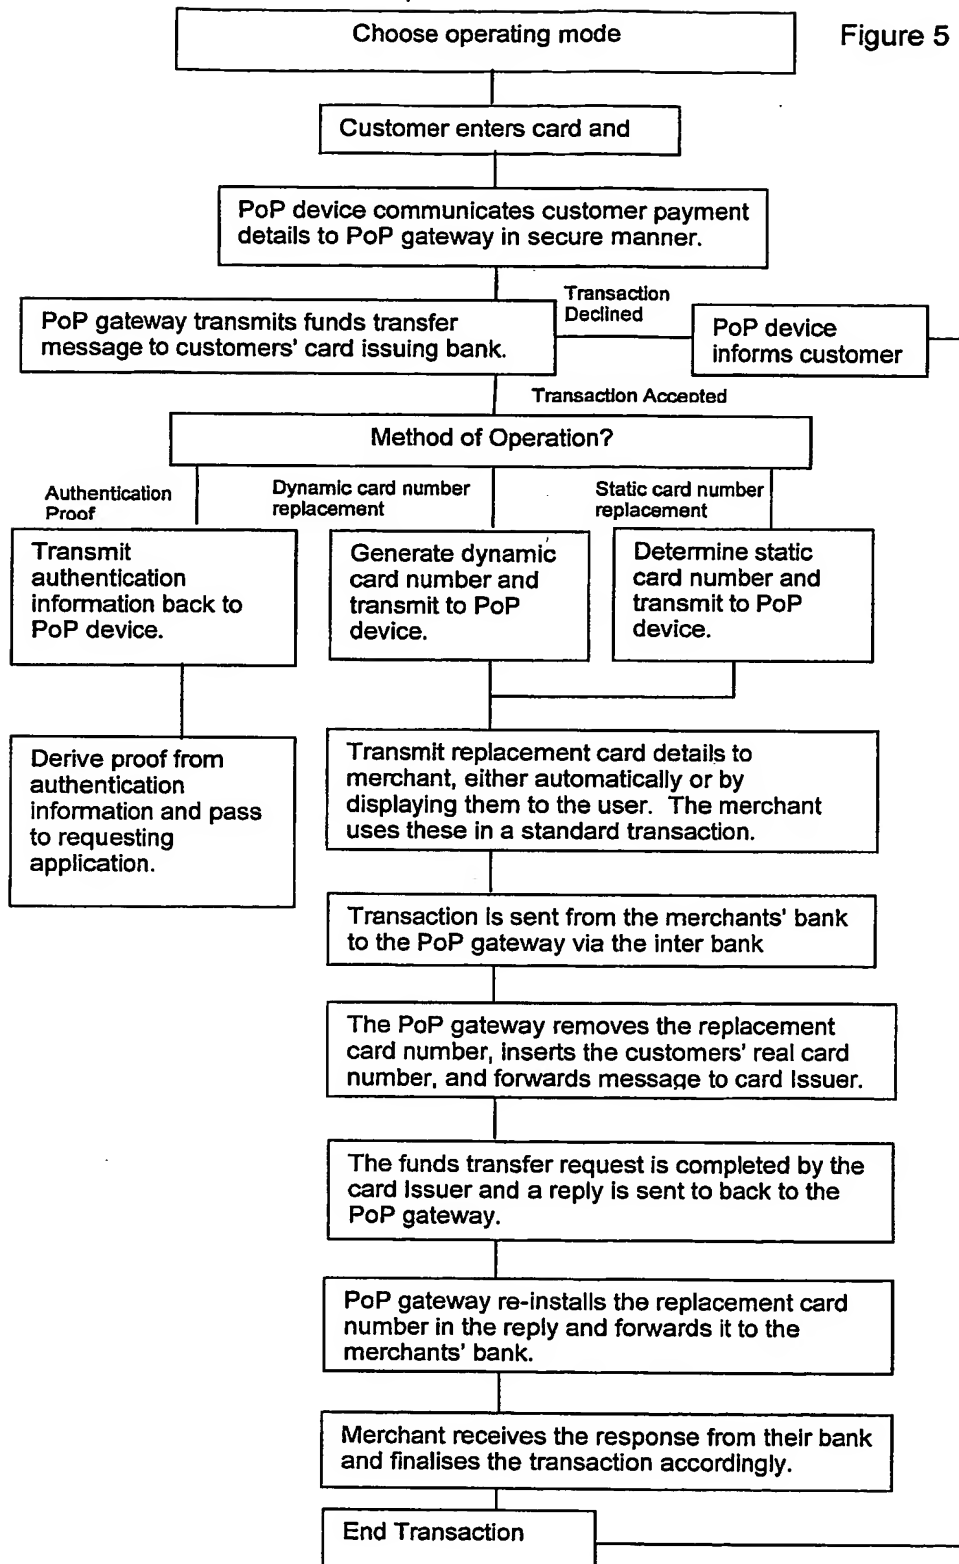 Choose operating mode
Figure 5
Customer enters card and
PoP device communicates customer payment
details to PoP gateway in secure manner.
Transaction
Declined
PoP gateway transmits funds transfer
message to customers' card issuing bank.
PoP device
informs customer
Transaction Accepted
Method of Operation?
Authentication
Proof
Dynamic card number
replacement
Static card number
replacement
Transmit
authentication
information back to
PoP device.
Generate dynamic
card number and
transmit to PoP
device.
Determine static
card number and
transmit to PoP
device.
Derive proof from
authentication
information and pass
to requesting
application.
Transmit replacement card details to
merchant, either automatically or by
displaying them to the user. The merchant
uses these in a standard transaction.
Transaction is sent from the merchants' bank
to the PoP gateway via the inter bank
The PoP gateway removes the replacement
card number, inserts the customers' real card
number, and forwards message to card Issuer.
The funds transfer request is completed by the
card Issuer and a reply is sent to back to the
PoP gateway.
PoP gateway re-installs the replacement card
number in the reply and forwards it to the
merchants' bank.
Merchant receives the response from their bank
and finalises the transaction accordingly.
End Transaction